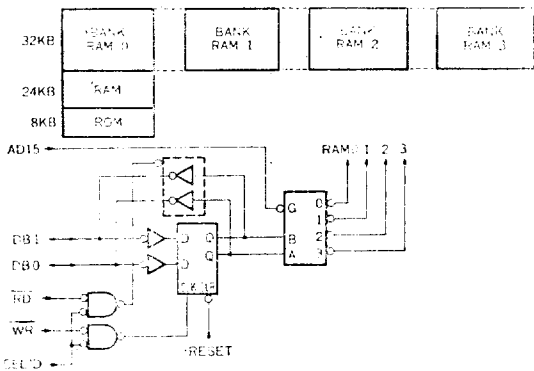 32KB
BANK
RAM 0
BANK
RAM 1
BANK
RAM 2
BANK
RAM 3
24KB
RAM
8KB
ROM
AD15
RAM 0 1 2 3
G
0
1
2
3
B
A
DB1
DB0
D Q
D Q
CK CLR
RD
WR
RESET